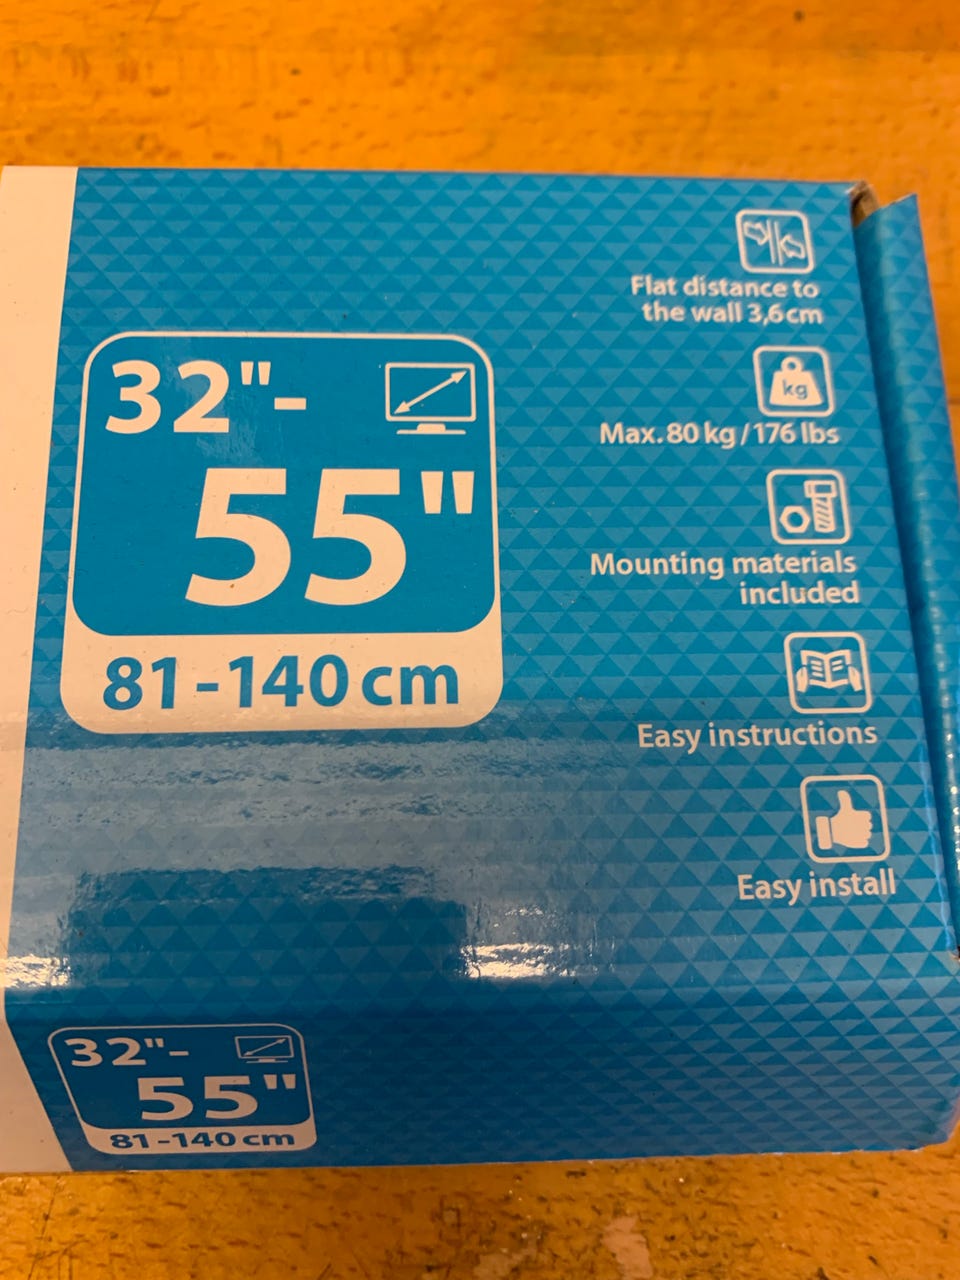 32"-
55"
81-140 cm
Flat distance to
the wall 3,6 cm
kg
Max. 80 kg / 176 lbs
Mounting materials
included
Easy instructions
Easy install
32"-
55"
81-140 cm